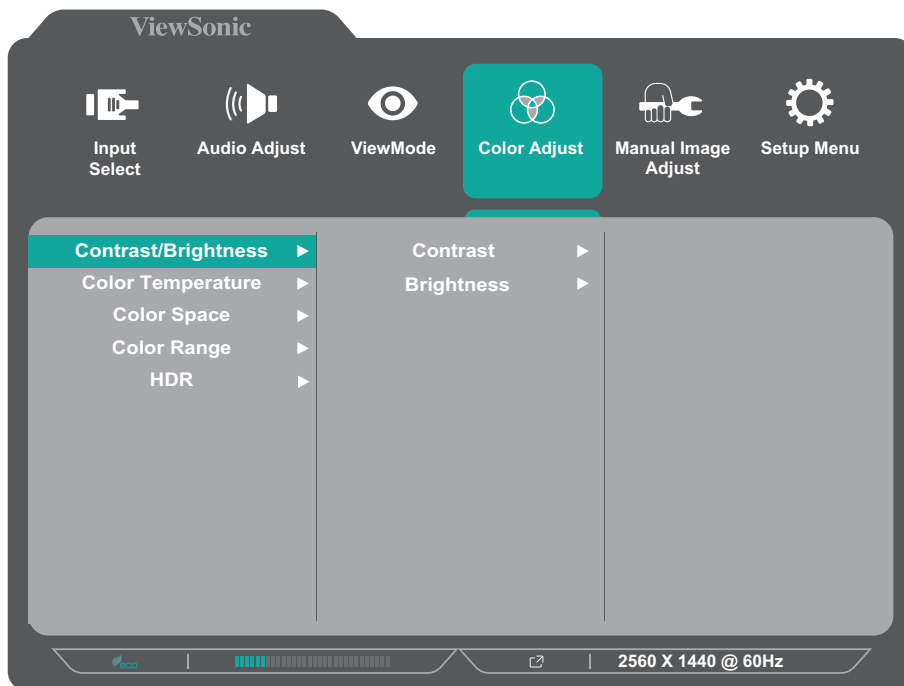 ViewSonic
Input
Select
Audio Adjust
ViewMode
Color Adjust
Manual Image
Adjust
Setup Menu
Contrast/Brightness
Color Temperature
Color Space
Color Range
HDR
Contrast
Brightness
eco
2560 X 1440 @ 60Hz